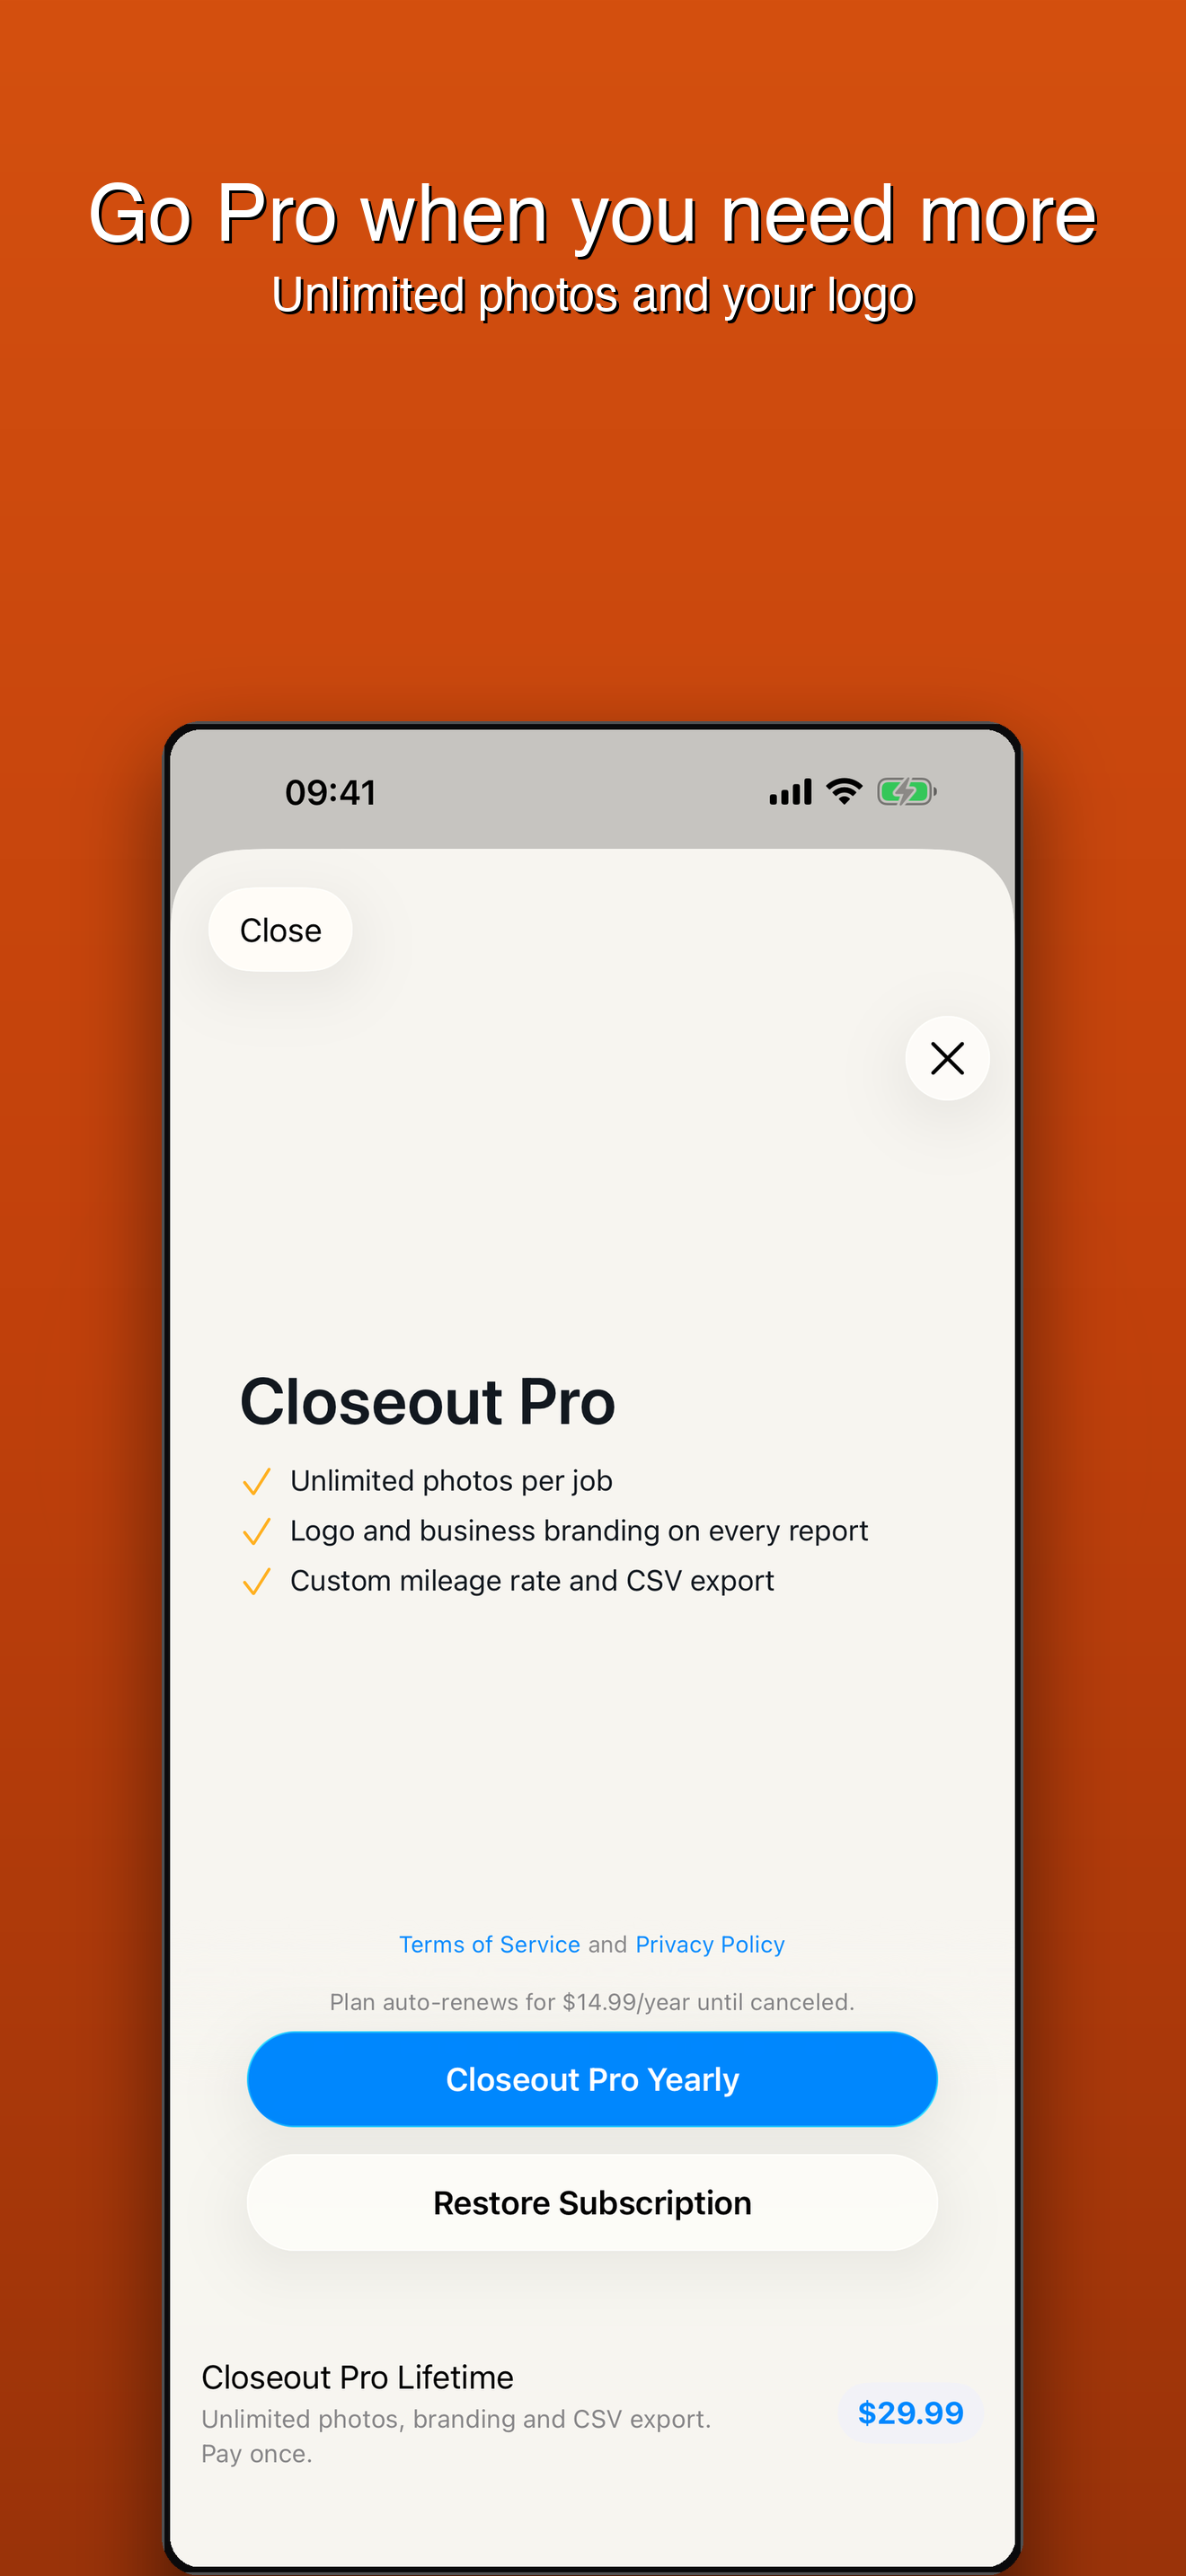 Go Pro when you need more
Unlimited photos and your logo
09:41
Close
Closeout Pro
Unlimited photos per job
Logo and business branding on every report
Custom mileage rate and CSV export
Terms of Service and Privacy Policy
Plan auto-renews for $14.99/year until canceled.
Closeout Pro Yearly
Restore Subscription
Closeout Pro Lifetime
Unlimited photos, branding and CSV export.
Pay once.
$29.99